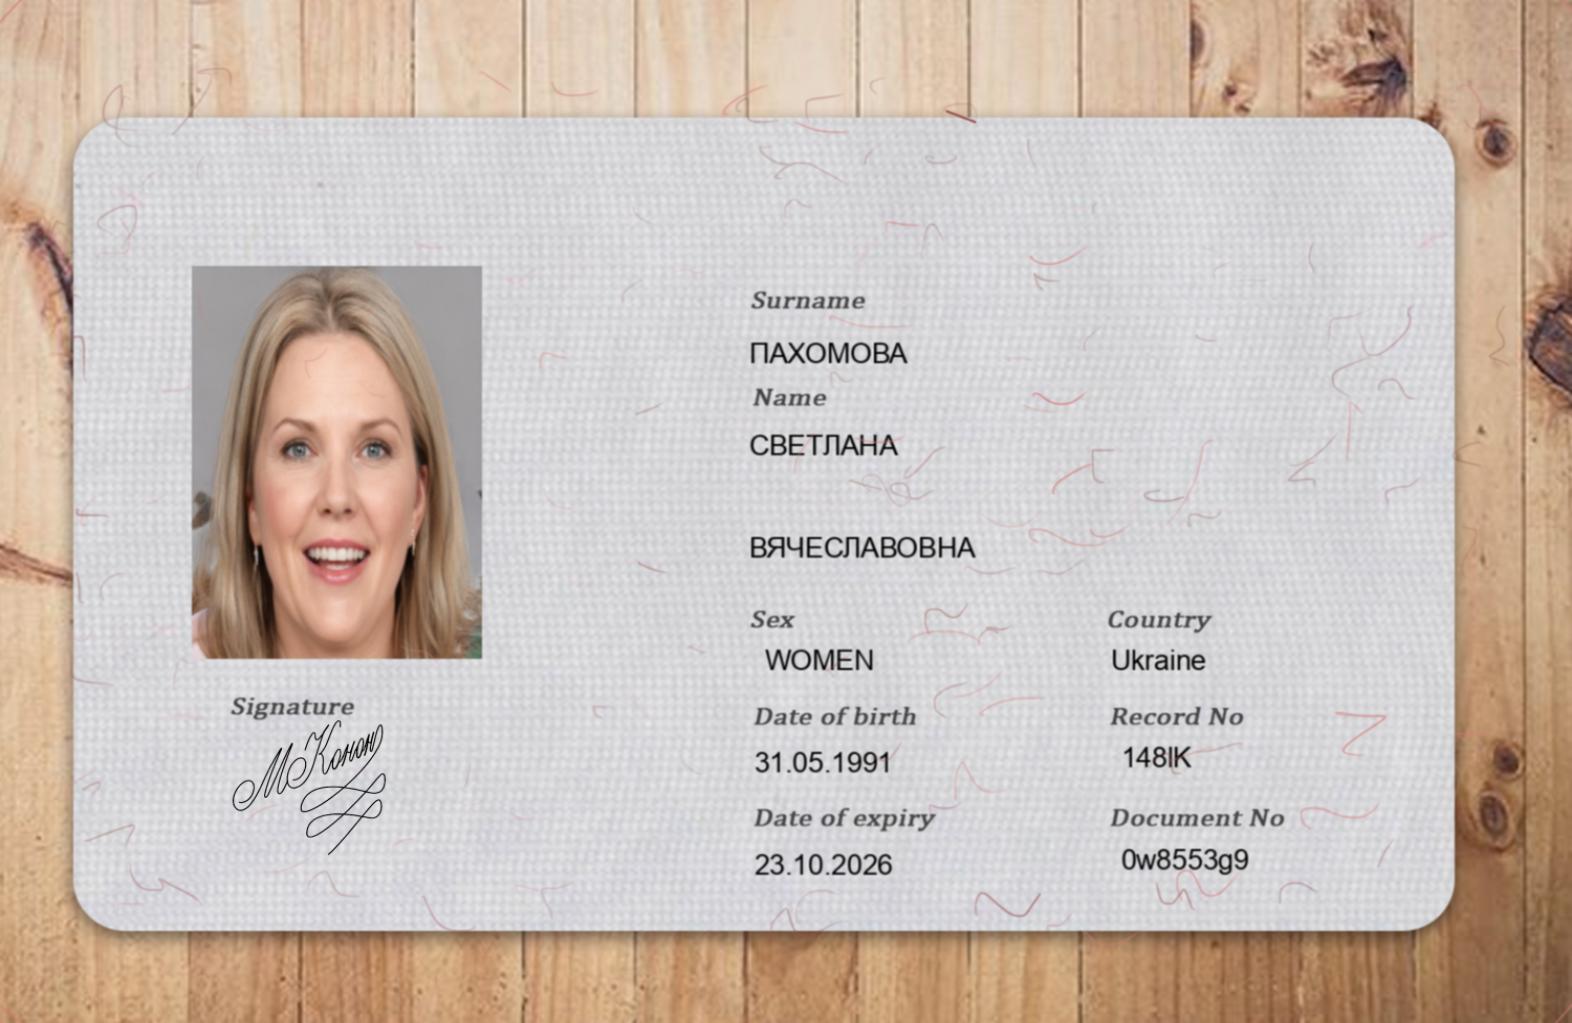 Surname
ПАХОМОВА
Name
СВЕТЛАНА
ВЯЧЕСЛАВОВНА
Sex
WOMEN
Country
Ukraine
Date of birth
31.05.1991
Record No
148IK
Date of expiry
23.10.2026
Document No
0w8553g9
Signature
МКонон